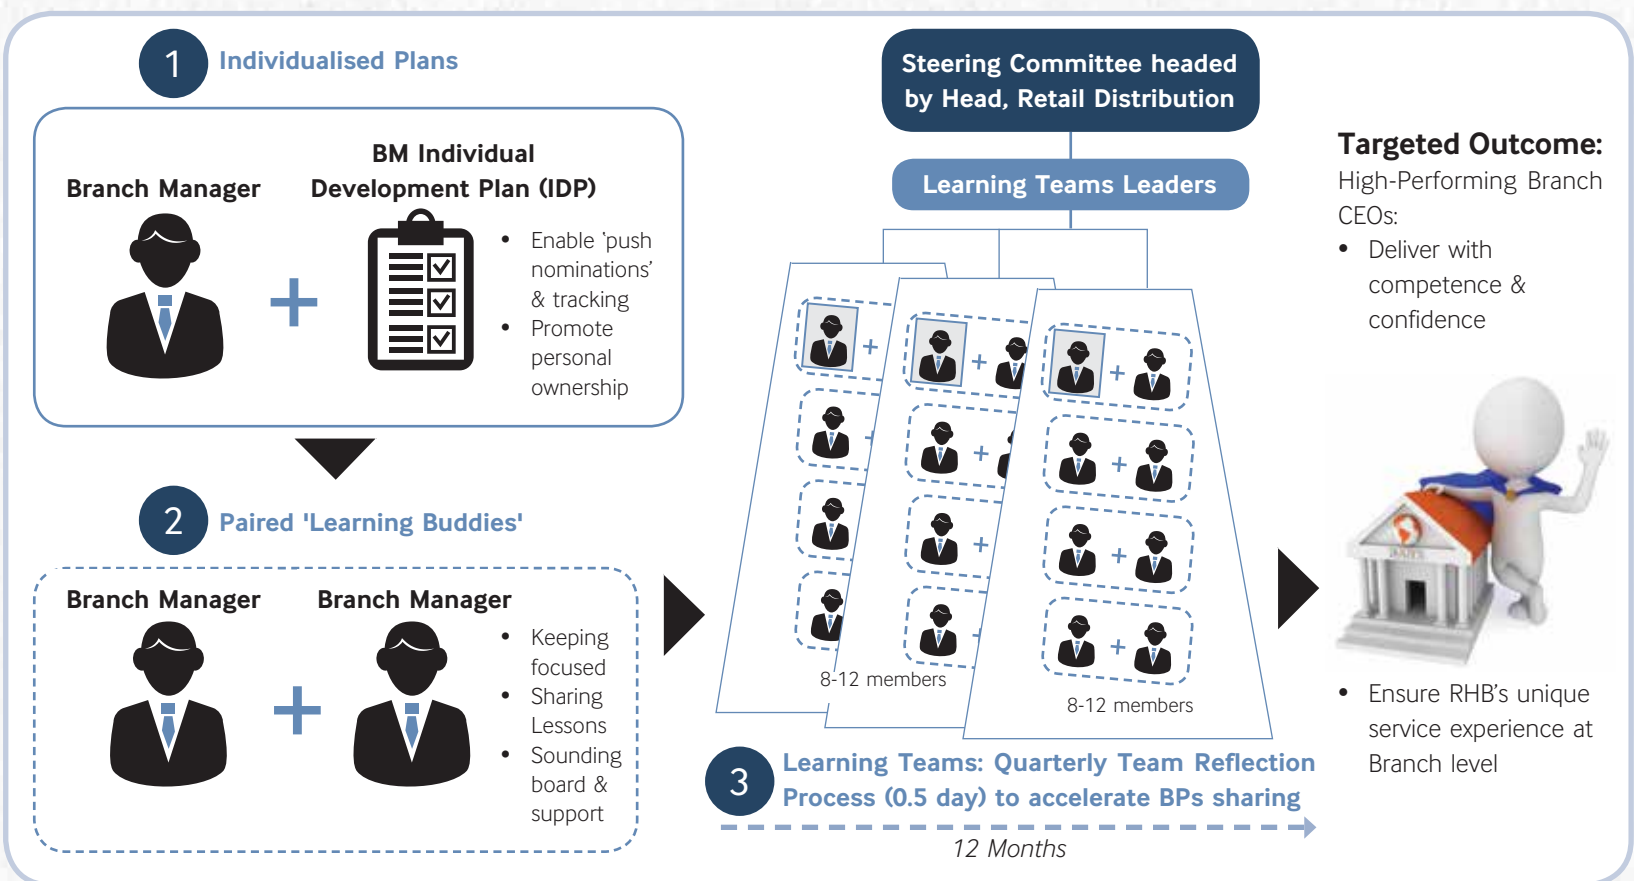 1
Individualised Plans
Branch Manager
BM Individual
Development Plan (IDP)
• Enable ‘push
nominations’
& tracking
• Promote
personal
ownership
2
Paired 'Learning Buddies'
Branch Manager
Branch Manager
• Keeping
focused
• Sharing
Lessons
• Sounding
board &
support
Steering Committee headed
by Head, Retail Distribution
Learning Teams Leaders
8-12 members
8-12 members
3
Learning Teams: Quarterly Team Reflection
Process (0.5 day) to accelerate BPs sharing
12 Months
Targeted Outcome:
High-Performing Branch
CEOs:
• Deliver with
competence &
confidence
• Ensure RHB’s unique
service experience at
Branch level